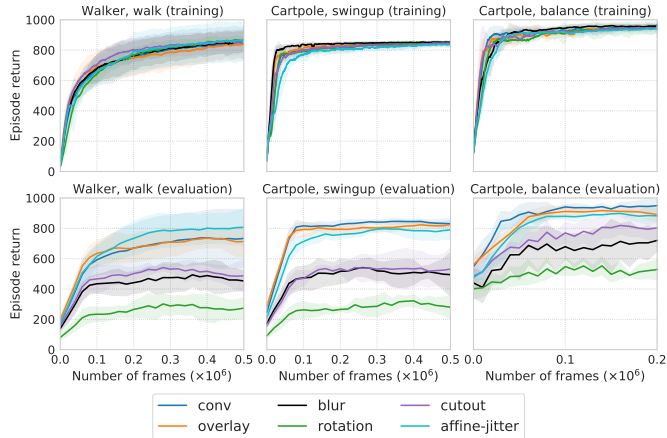 Walker, walk (training)
Cartpole, swingup (training)
Cartpole, balance (training)
Episode return
1000
800
600
400
200
0
Walker, walk (evaluation)
Cartpole, swingup (evaluation)
Cartpole, balance (evaluation)
Episode return
1000
800
600
400
200
0
0.0 0.1 0.2 0.3 0.4 0.5
0.0 0.1 0.2 0.3 0.4 0.5
0.0 0.1 0.2
Number of frames (×10⁶)
Number of frames (×10⁶)
Number of frames (×10⁶)
conv blur cutout
overlay rotation affine-jitter